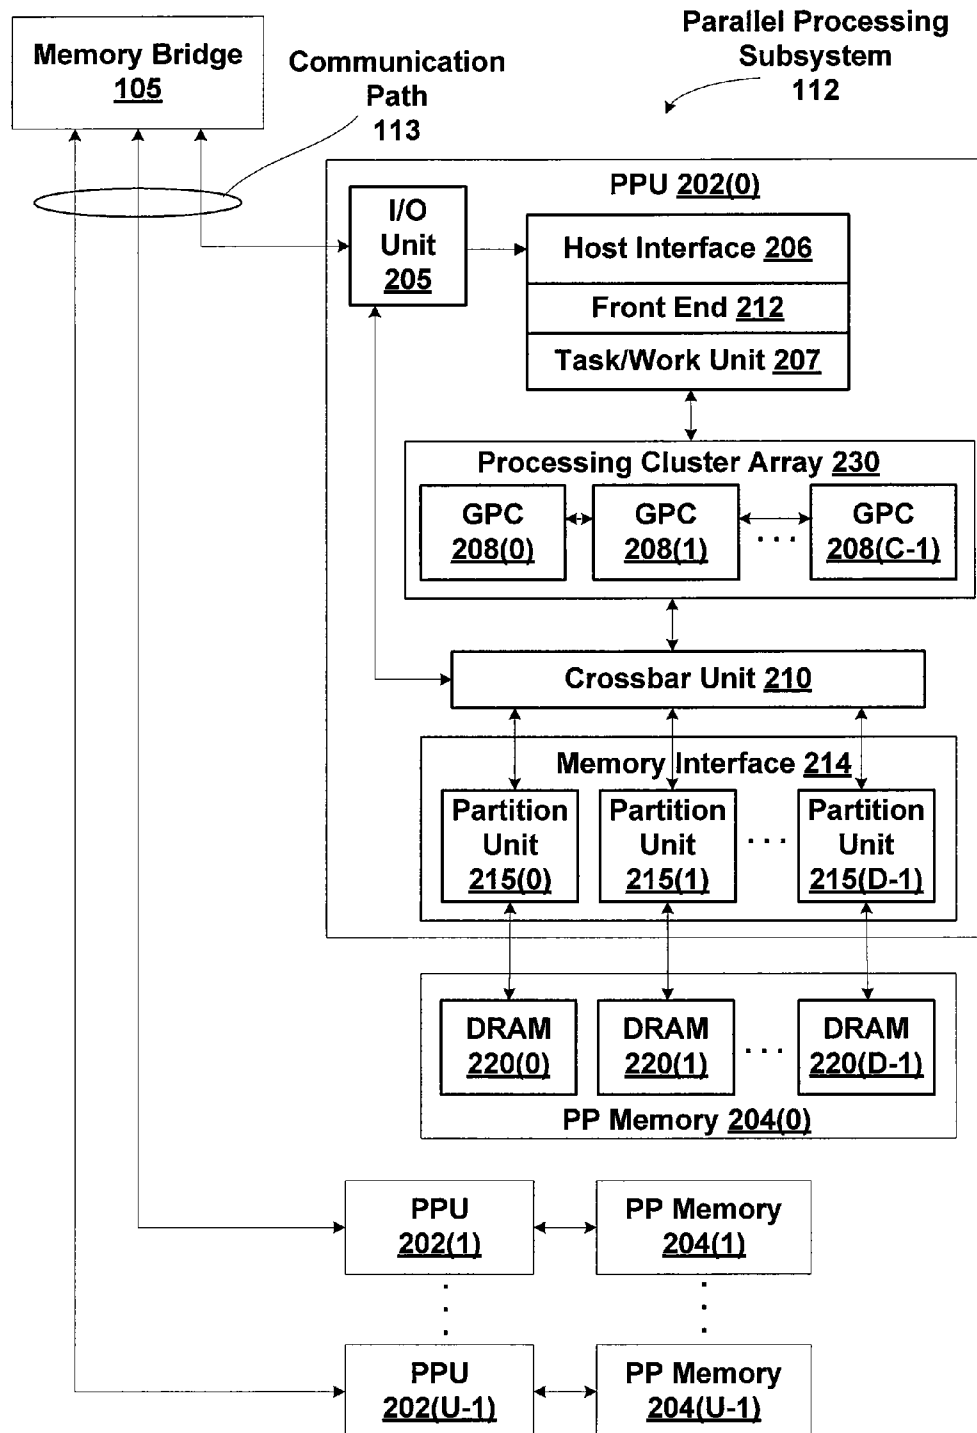 Memory Bridge
105
Communication
Path
113
Parallel Processing
Subsystem
112
PPU 202(0)
I/O
Unit
205
Host Interface 206
Front End 212
Task/Work Unit 207
Processing Cluster Array 230
GPC
208(0)
GPC
208(1)
. . .
GPC
208(C-1)
Crossbar Unit 210
Memory Interface 214
Partition
Unit
215(0)
Partition
Unit
215(1)
. . .
Partition
Unit
215(D-1)
DRAM
220(0)
DRAM
220(1)
. . .
DRAM
220(D-1)
PP Memory 204(0)
PPU
202(1)
PP Memory
204(1)
PPU
202(U-1)
PP Memory
204(U-1)